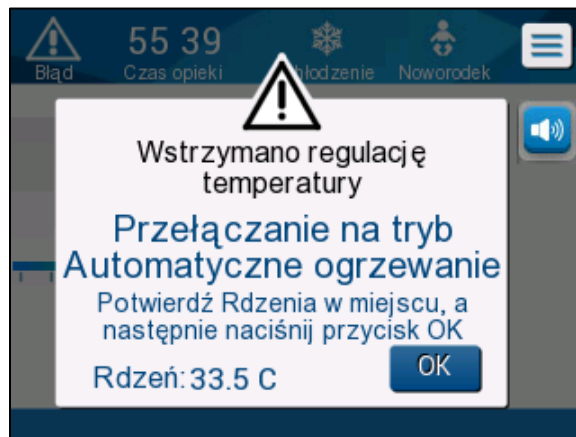 55 39
Błąd
Czas opieki
hłodzenie
Noworodek
Wstrzymano regulację
temperatury
Przełączanie na tryb
Automatyczne ogrzewanie
Potwierdź Rdzenia w miejscu, a
następnie naciśnij przycisk OK
Rdzeń: 33.5 C
OK